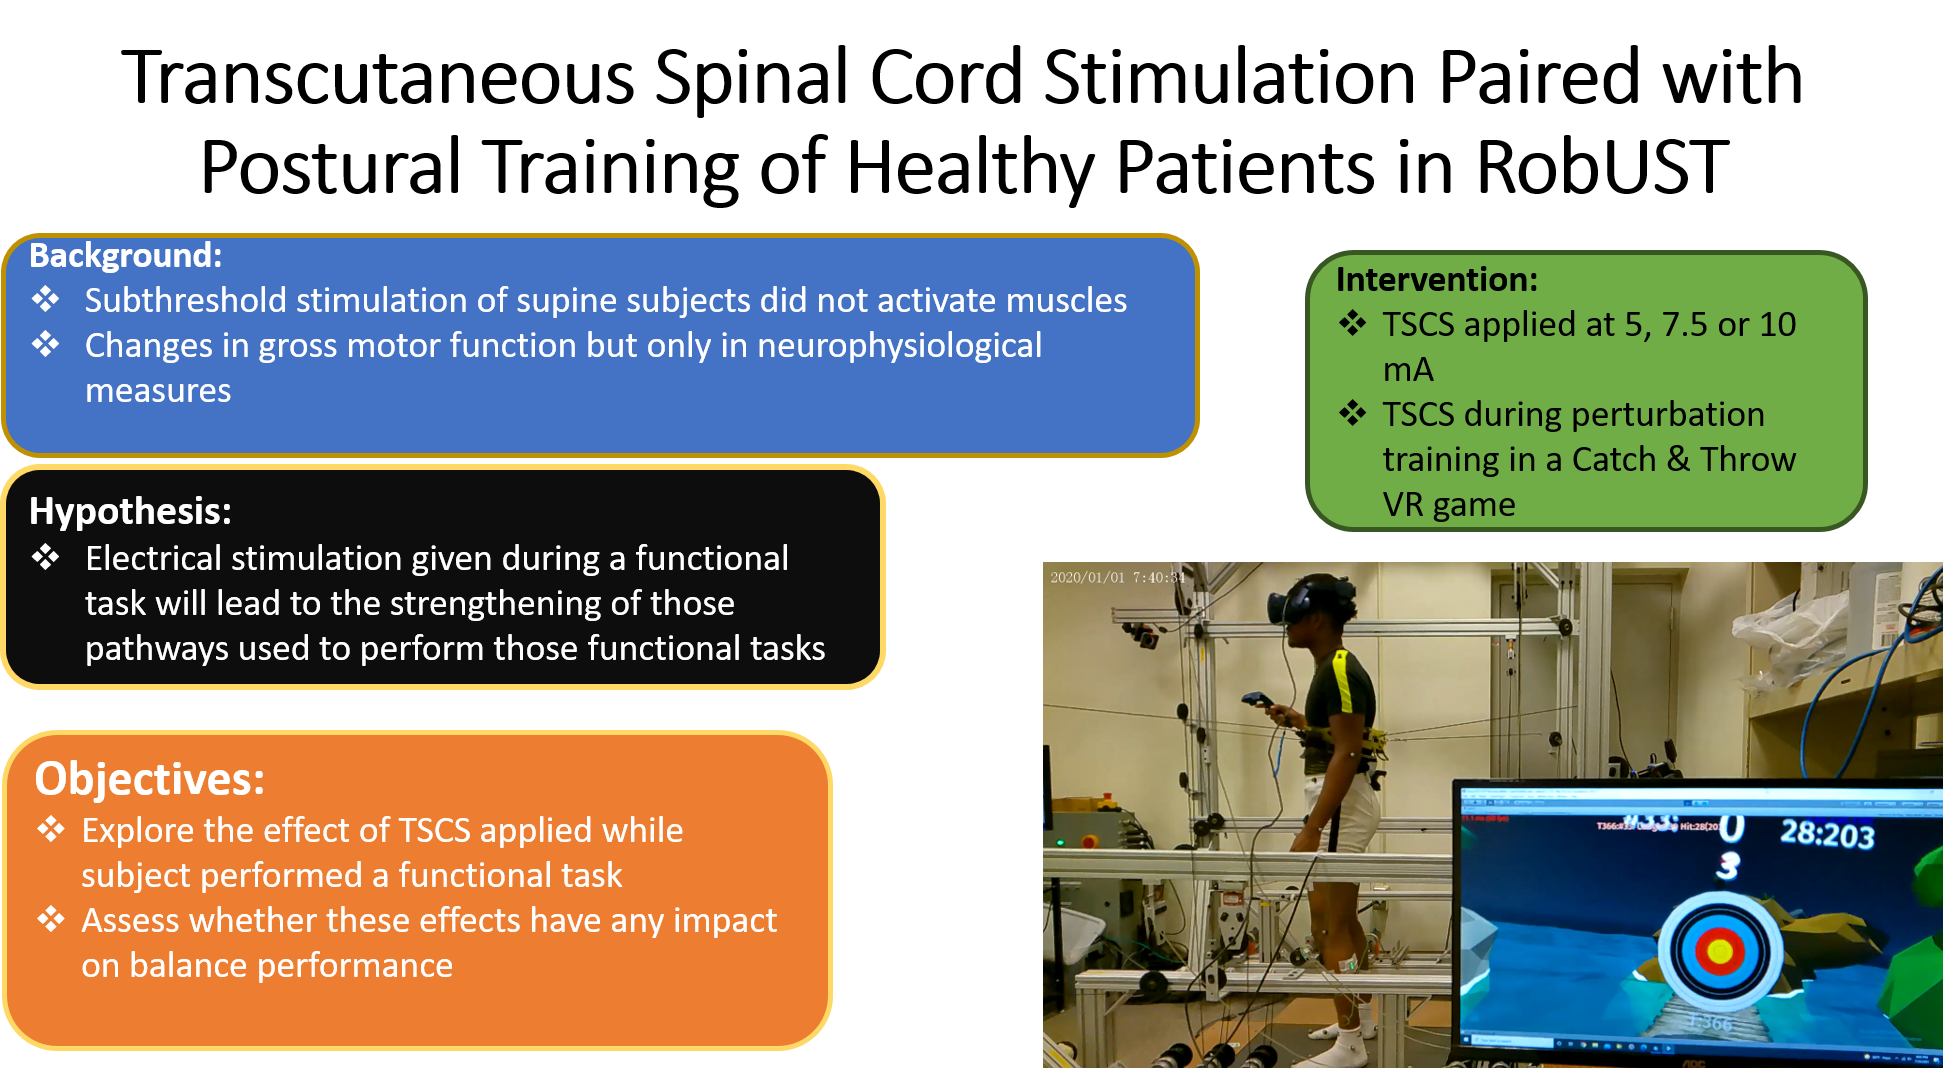 Transcutaneous Spinal Cord Stimulation Paired with
Postural Training of Healthy Patients in RobUST
Background:
❖ Subthreshold stimulation of supine subjects did not activate muscles
❖ Changes in gross motor function but only in neurophysiological
measures
Hypothesis:
❖ Electrical stimulation given during a functional
task will lead to the strengthening of those
pathways used to perform those functional tasks
Objectives:
❖ Explore the effect of TSCS applied while
subject performed a functional task
❖ Assess whether these effects have any impact
on balance performance
Intervention:
❖ TSCS applied at 5, 7.5 or 10
mA
❖ TSCS during perturbation
training in a Catch & Throw
VR game
2020/01/01 7:40:34
0
28:203
3
T:366